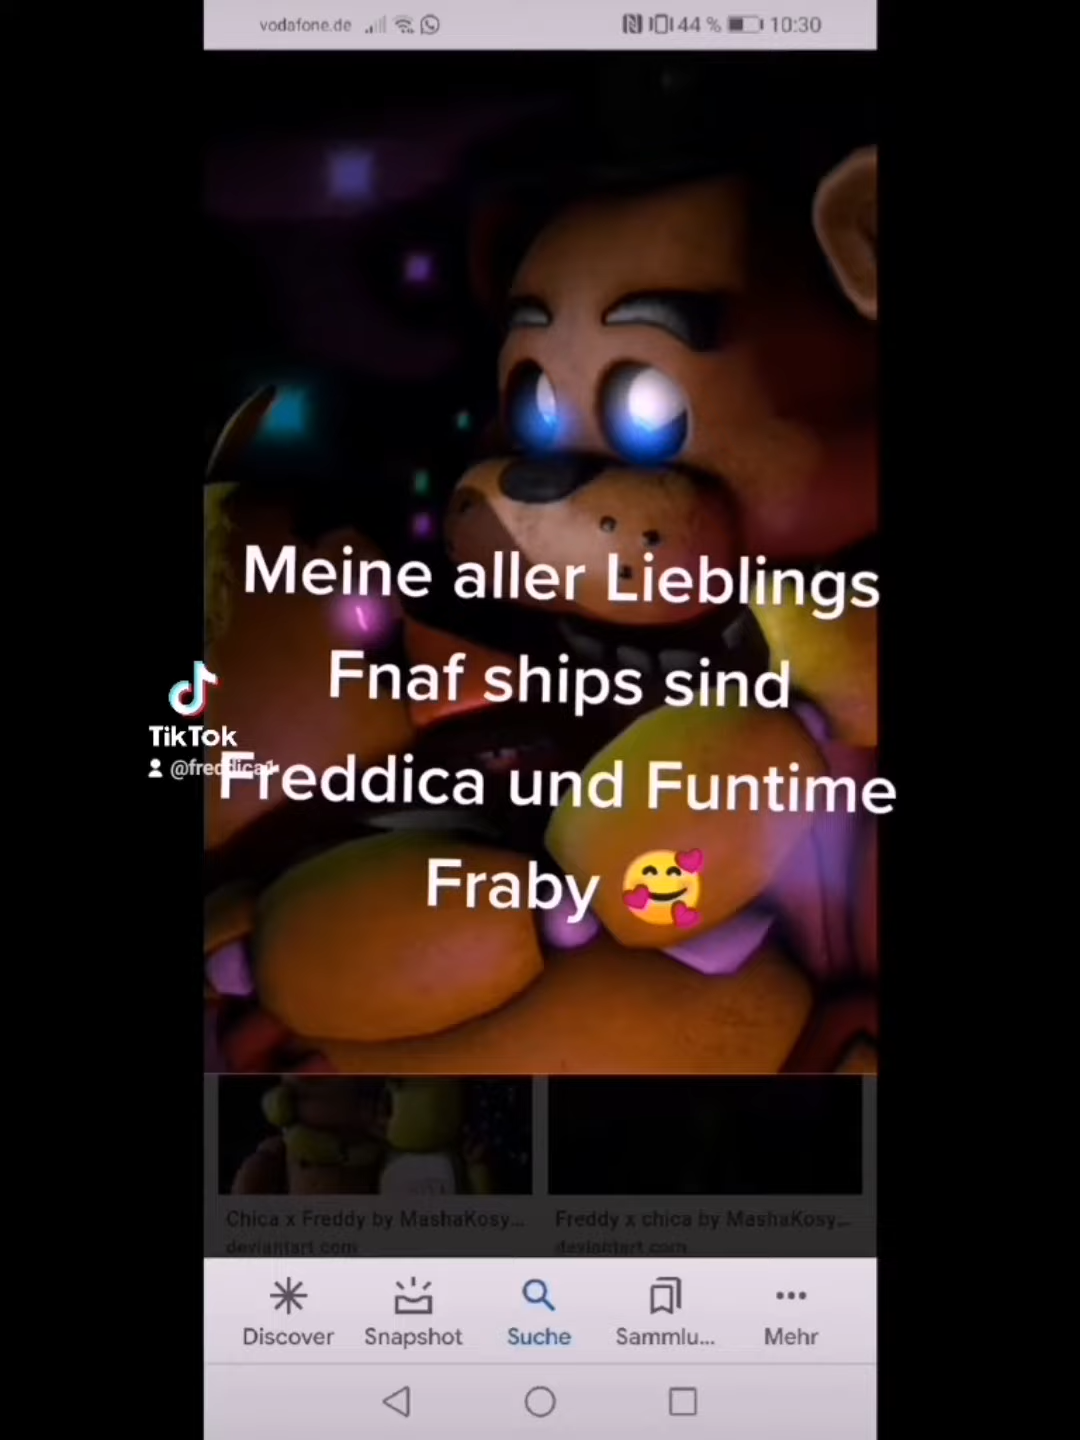 vodafone.de 44 % 10:30
Meine aller Lieblings
Fnaf ships sind
Freddica und Funtime
Fraby 🥰
TikTok
@freddica1
Chica x Freddy by MashaKosy...
deviantart.com
Freddy x chica by MashaKosy...
deviantart.com
Discover Snapshot Suche Sammlu... Mehr